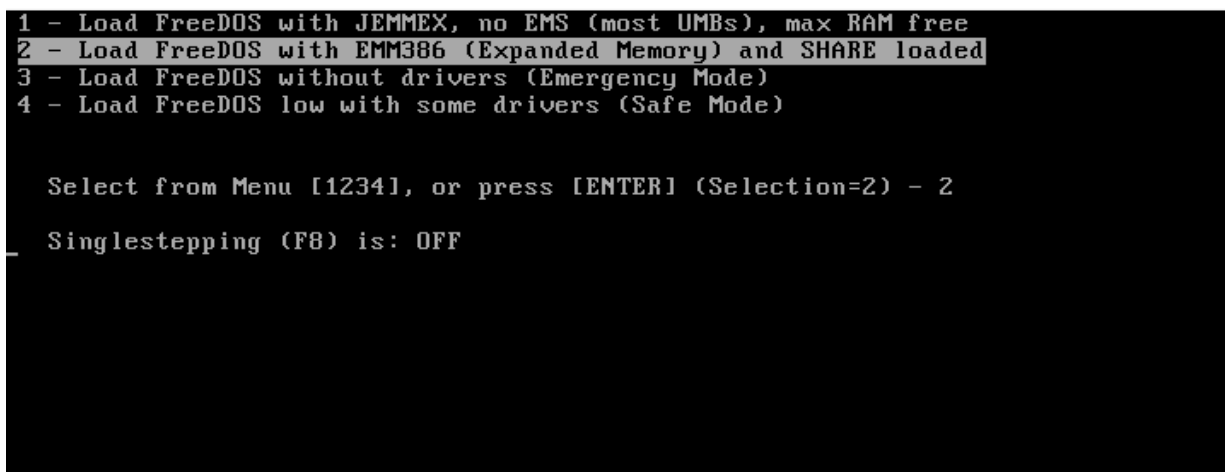 1 - Load FreeDOS with JEMMEX, no EMS (most UMBs), max RAM free
2 - Load FreeDOS with EMM386 (Expanded Memory) and SHARE loaded
3 - Load FreeDOS without drivers (Emergency Mode)
4 - Load FreeDOS low with some drivers (Safe Mode)
Select from Menu [1234], or press [ENTER] (Selection=2) - 2
Singlestepping (F8) is: OFF